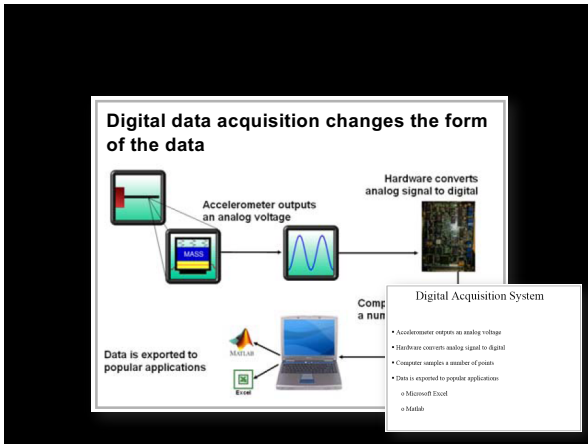 Digital data acquisition changes the form
of the data
Hardware converts
analog signal to digital
Accelerometer outputs
an analog voltage
MASS
a
MATLAB
Excel
Data is exported to
popular applications
Digital Acquisition System
• Accelerometer outputs an analog voltage
• Hardware converts analog signal to digital
• Computer samples a number of points
• Data is exported to popular applications
o Microsoft Excel
o Matlab